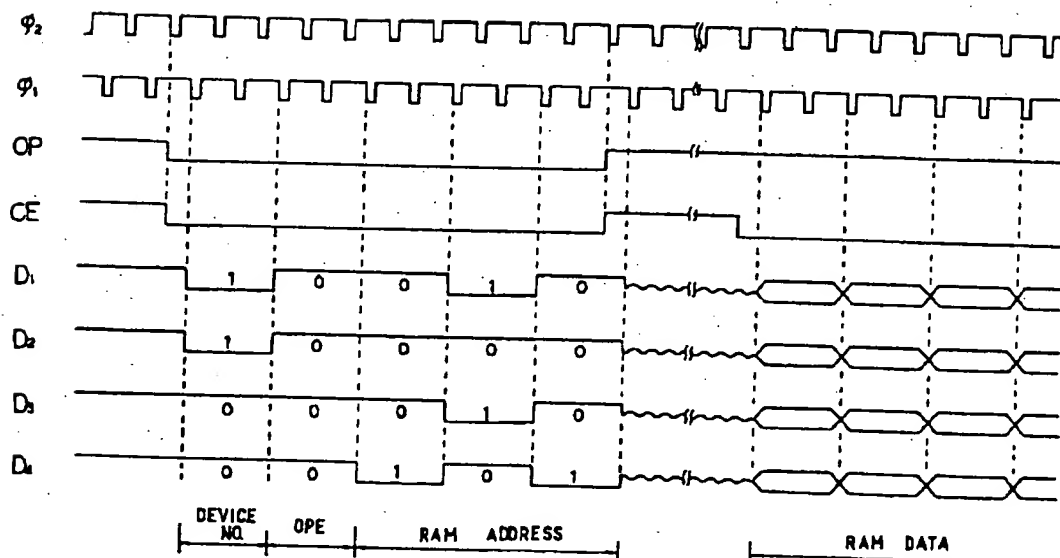 φ₂
φ₁
OP
CE
D₁ 1 0 0 1 0
D₂ 1 0 0 0 0
D₃ 0 0 0 1 0
D₄ 0 0 1 0 1
DEVICE NO. OPE RAM ADDRESS RAM DATA